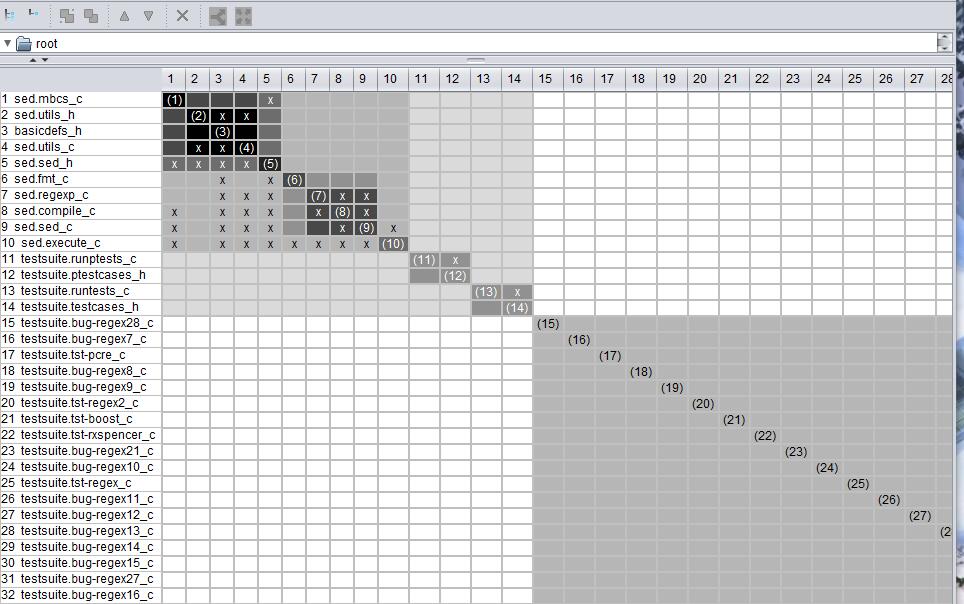 root
1 2 3 4 5 6 7 8 9 10 11 12 13 14 15 16 17 18 19 20 21 22 23 24 25 26 27 28
1 sed.mbcs_c (1) x
2 sed.utils_h (2) x x
3 basicdefs_h (3)
4 sed.utils_c x x (4)
5 sed.sed_h x x x x (5)
6 sed.fmt_c x x (6)
7 sed.regexp_c x x x (7) x x
8 sed.compile_c x x x x x (8) x
9 sed.sed_c x x x x x (9) x
10 sed.execute_c x x x x x x x x (10)
11 testsuite.runptests_c (11) x
12 testsuite.ptestcases_h (12)
13 testsuite.runtests_c (13) x
14 testsuite.testcases_h (14)
15 testsuite.bug-regex28_c (15)
16 testsuite.bug-regex7_c (16)
17 testsuite.tst-pcre_c (17)
18 testsuite.bug-regex8_c (18)
19 testsuite.bug-regex9_c (19)
20 testsuite.tst-regex2_c (20)
21 testsuite.tst-boost_c (21)
22 testsuite.tst-rxspencer_c (22)
23 testsuite.bug-regex21_c (23)
24 testsuite.bug-regex10_c (24)
25 testsuite.tst-regex_c (25)
26 testsuite.bug-regex11_c (26)
27 testsuite.bug-regex12_c (27)
28 testsuite.bug-regex13_c (2
29 testsuite.bug-regex14_c
30 testsuite.bug-regex15_c
31 testsuite.bug-regex27_c
32 testsuite.bug-regex16_c